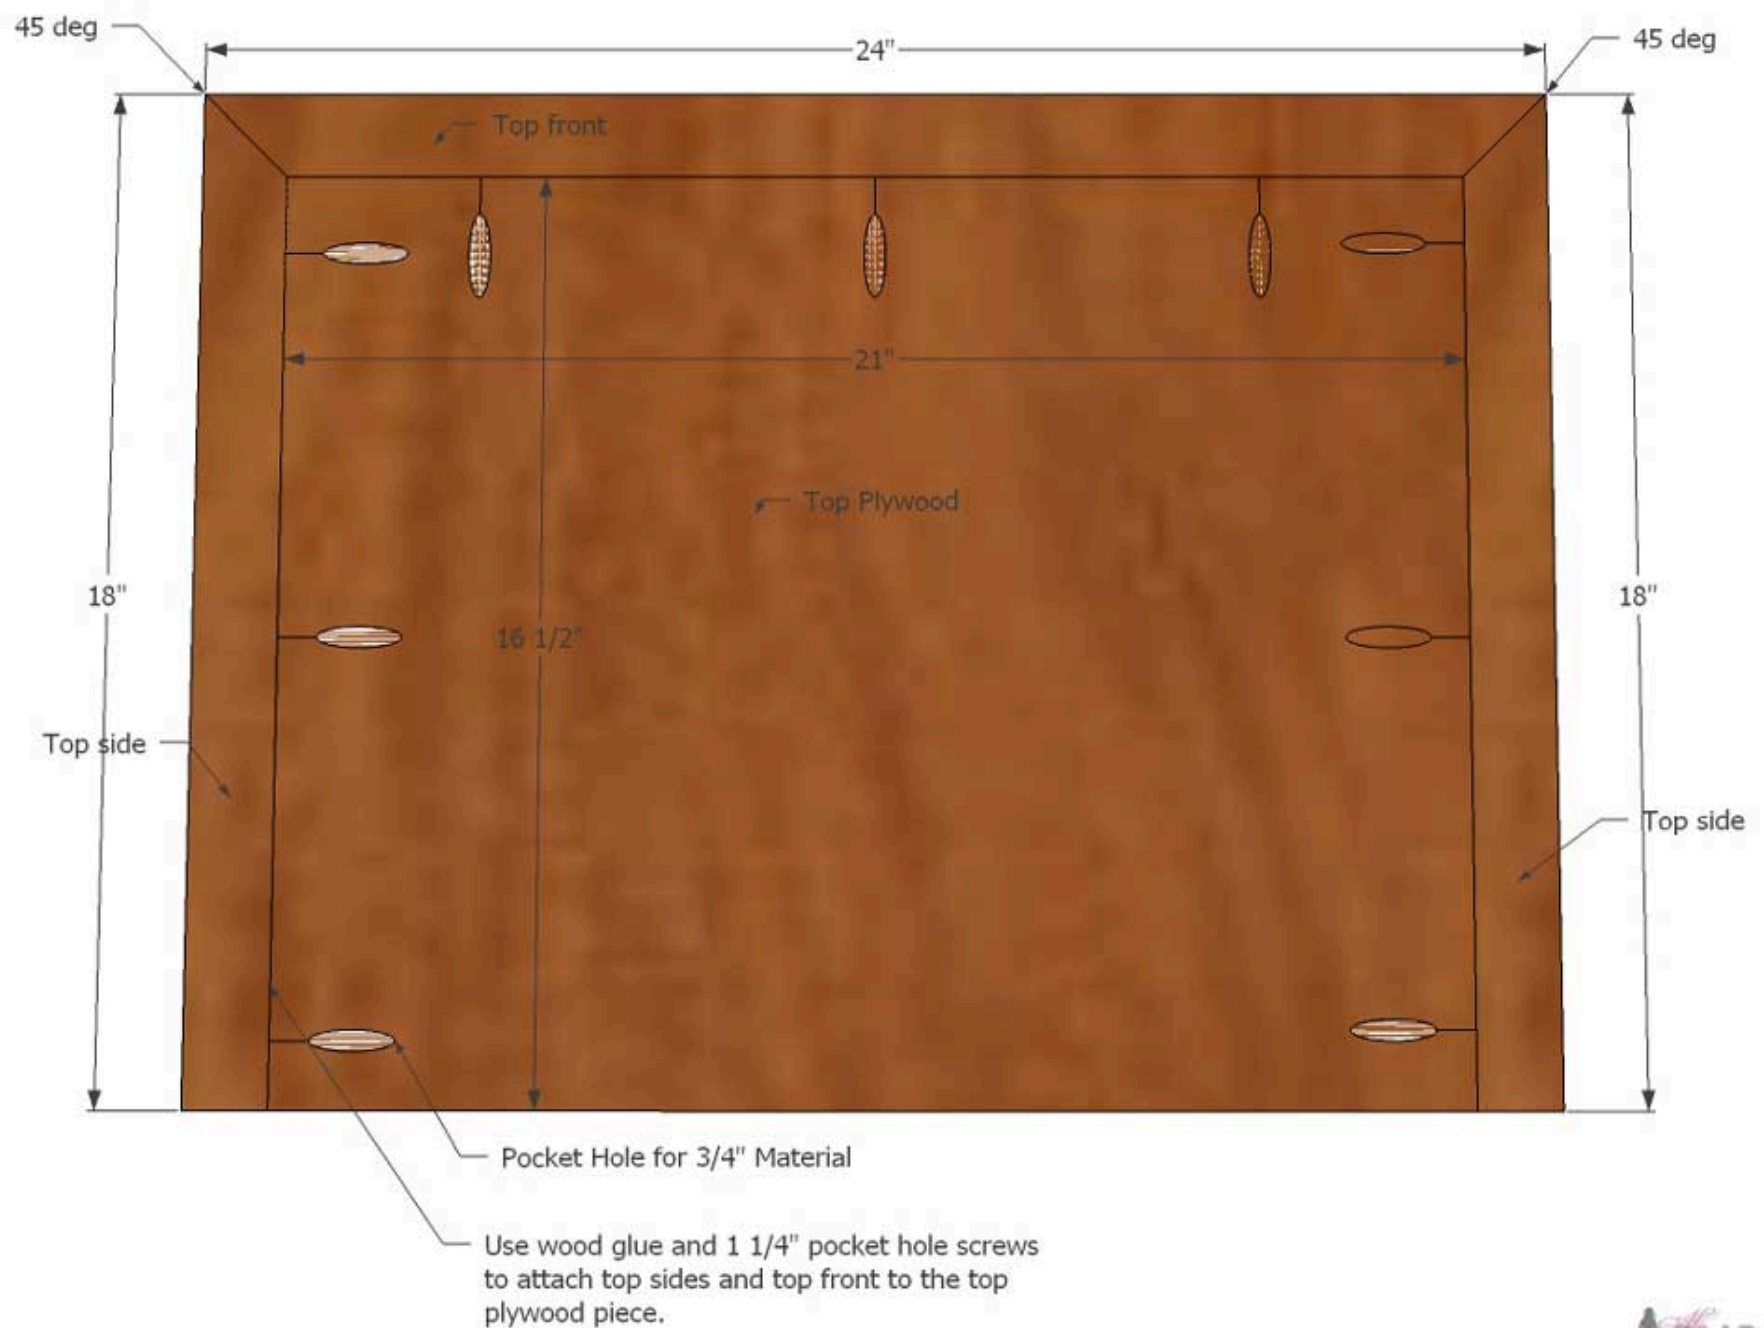 45 deg
24"
45 deg
Top front
21"
Top Plywood
18"
18"
16 1/2"
Top side
Top side
Pocket Hole for 3/4" Material
Use wood glue and 1 1/4" pocket hole screws
to attach top sides and top front to the top
plywood piece.